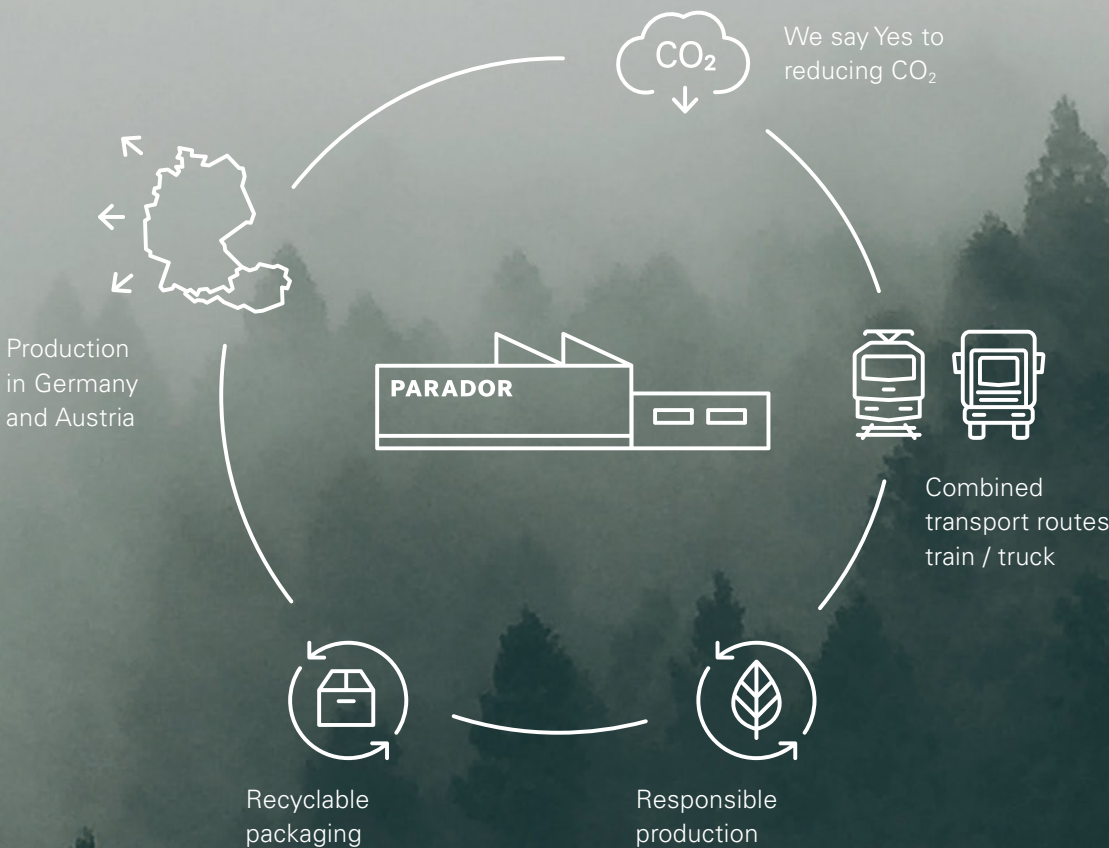 CO₂
We say Yes to
reducing CO₂
Production
in Germany
and Austria
PARADOR
Combined
transport routes
train / truck
Recyclable
packaging
Responsible
production